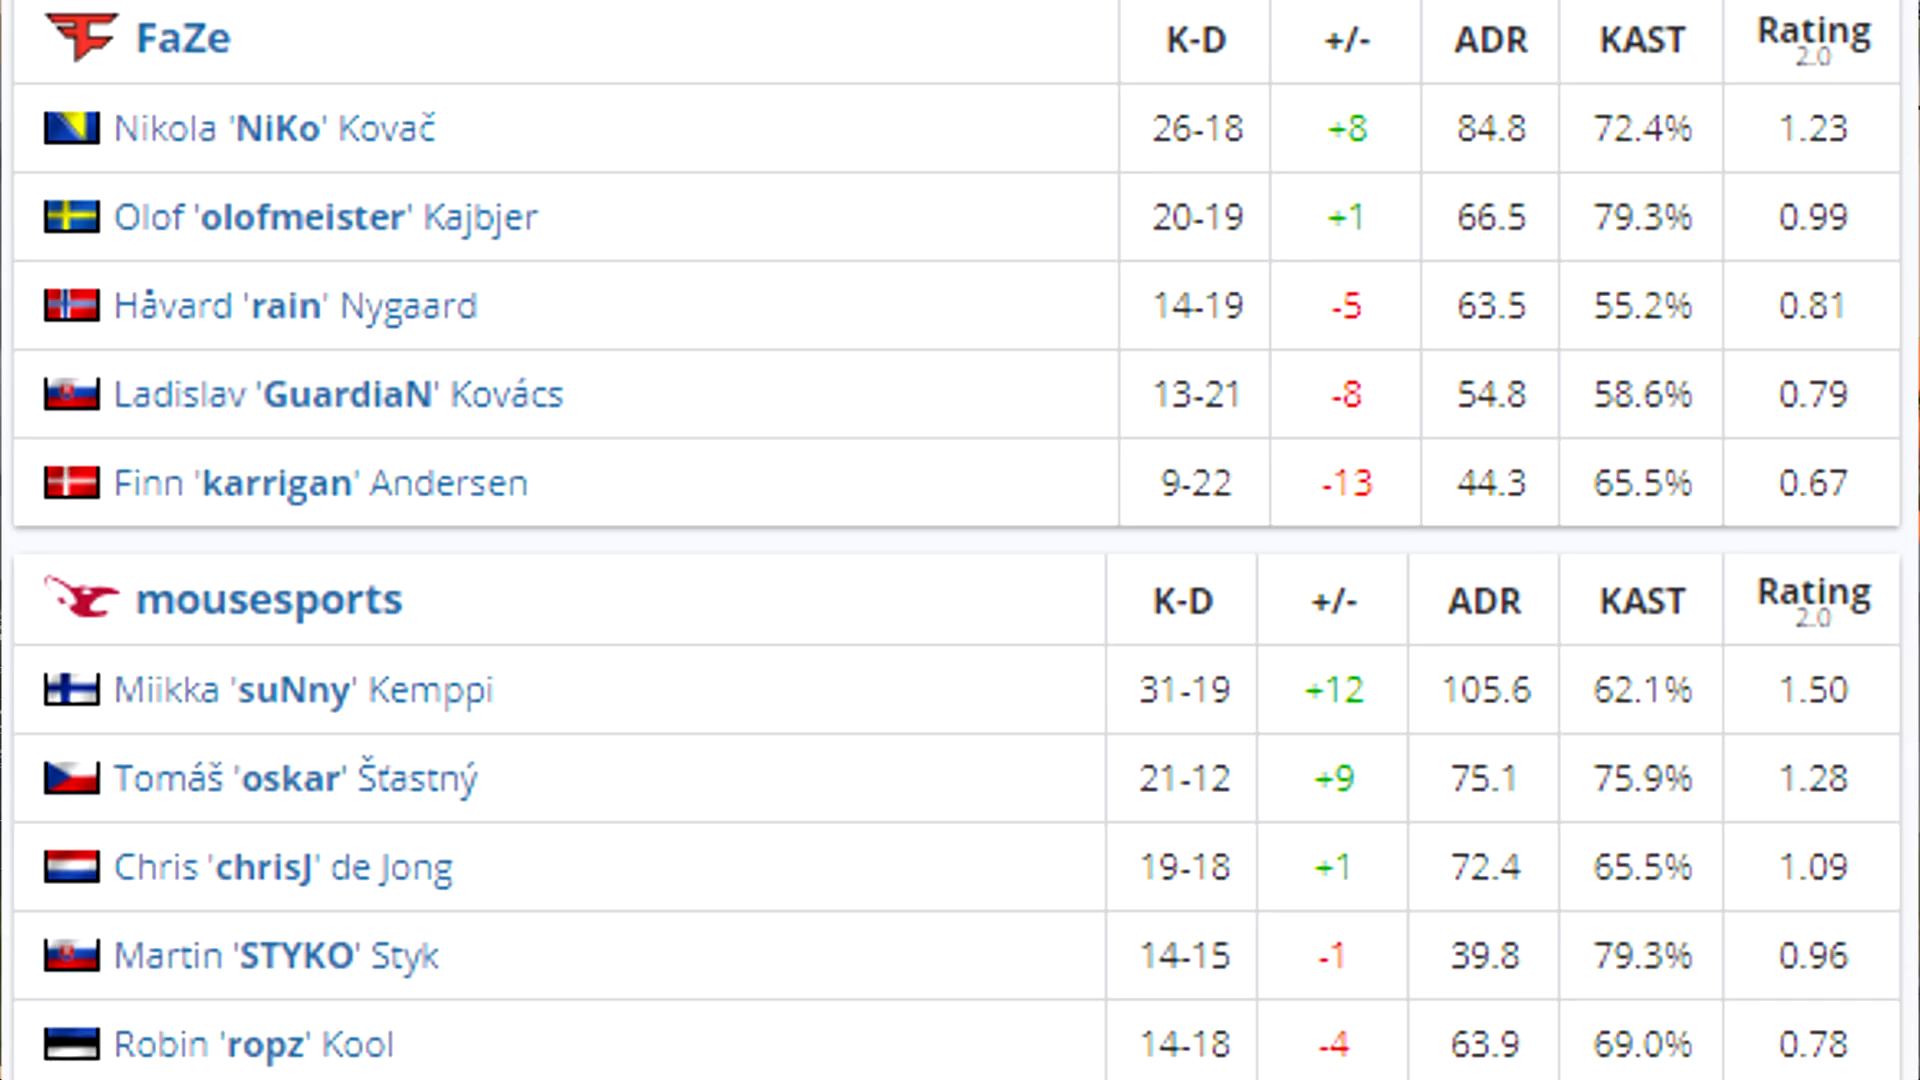 FaZe K-D +/- ADR KAST Rating 2.0
Nikola 'NiKo' Kovač 26-18 +8 84.8 72.4% 1.23
Olof 'olofmeister' Kajbjer 20-19 +1 66.5 79.3% 0.99
Håvard 'rain' Nygaard 14-19 -5 63.5 55.2% 0.81
Ladislav 'GuardiaN' Kovács 13-21 -8 54.8 58.6% 0.79
Finn 'karrigan' Andersen 9-22 -13 44.3 65.5% 0.67
mousesports K-D +/- ADR KAST Rating 2.0
Miikka 'suNny' Kemppi 31-19 +12 105.6 62.1% 1.50
Tomáš 'oskar' Šťastný 21-12 +9 75.1 75.9% 1.28
Chris 'chrisJ' de Jong 19-18 +1 72.4 65.5% 1.09
Martin 'STYKO' Styk 14-15 -1 39.8 79.3% 0.96
Robin 'ropz' Kool 14-18 -4 63.9 69.0% 0.78